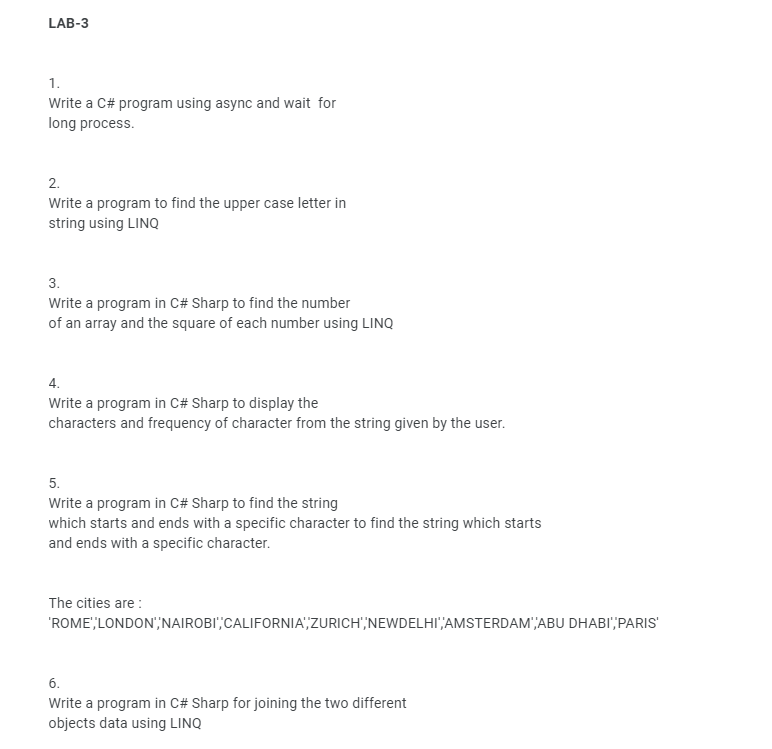 LAB-3
1.
Write a C# program using async and wait  for
long process.
2.
Write a program to find the upper case letter in
string using LINQ
3.
Write a program in C# Sharp to find the number
of an array and the square of each number using LINQ
4.
Write a program in C# Sharp to display the
characters and frequency of character from the string given by the user.
5.
Write a program in C# Sharp to find the string
which starts and ends with a specific character to find the string which starts
and ends with a specific character.
The cities are :
'ROME','LONDON','NAIROBI','CALIFORNIA','ZURICH','NEWDELHI','AMSTERDAM','ABU DHABI','PARIS'
6.
Write a program in C# Sharp for joining the two different
objects data using LINQ